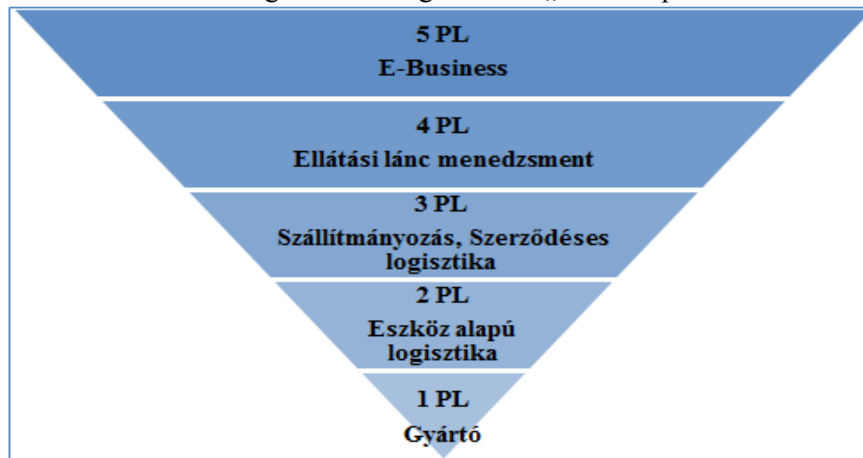 5 PL
E-Business
4 PL
Ellátási lánc menedzsment
3 PL
Szállítmányozás, Szerződéses
logisztika
2 PL
Eszköz alapú
logisztika
1 PL
Gyártó